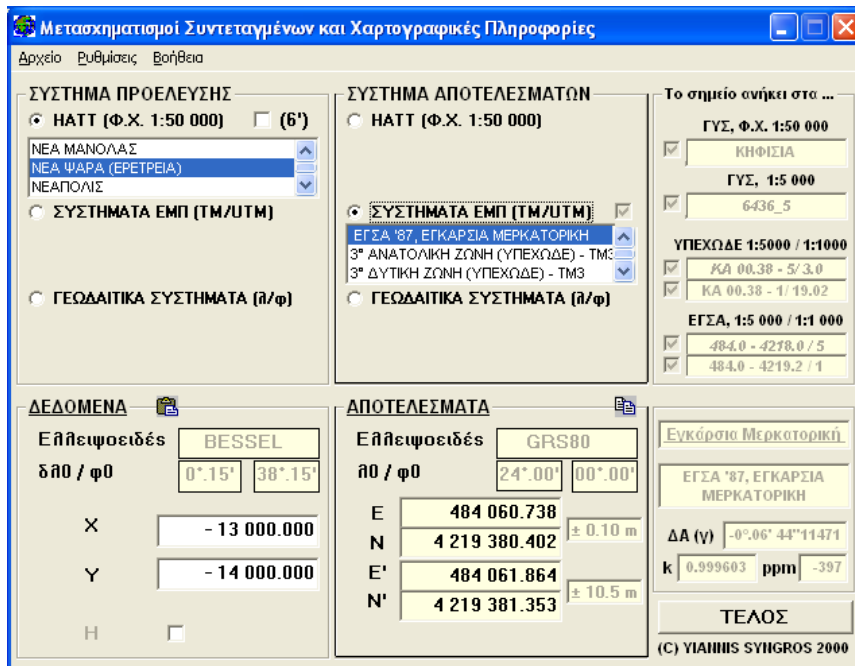 Μετασχηματισμοί Συντεταγμένων και Χαρτογραφικές Πληροφορίες
Αρχείο Ρυθμίσεις Βοήθεια
ΣΥΣΤΗΜΑ ΠΡΟΕΛΕΥΣΗΣ
HATT (Φ.Χ. 1:50 000) (6')
ΝΕΑ ΜΑΝΟΛΑΣ
ΝΕΑ ΨΑΡΑ (ΕΡΕΤΡΕΙΑ)
ΝΕΑΠΟΛΙΣ
ΣΥΣΤΗΜΑΤΑ ΕΜΠ (TM/UTM)
ΓΕΩΔΑΙΤΙΚΑ ΣΥΣΤΗΜΑΤΑ (λ/φ)
ΣΥΣΤΗΜΑ ΑΠΟΤΕΛΕΣΜΑΤΩΝ
HATT (Φ.Χ. 1:50 000)
ΣΥΣΤΗΜΑΤΑ ΕΜΠ (TM/UTM)
ΕΓΣΑ '87, ΕΓΚΑΡΣΙΑ ΜΕΡΚΑΤΟΡΙΚΗ
3° ΑΝΑΤΟΛΙΚΗ ΖΩΝΗ (ΥΠΕΧΩΔΕ) - ΤΜ3
3° ΔΥΤΙΚΗ ΖΩΝΗ (ΥΠΕΧΩΔΕ) - ΤΜ3
ΓΕΩΔΑΙΤΙΚΑ ΣΥΣΤΗΜΑΤΑ (λ/φ)
Το σημείο ανήκει στα ...
ΓΥΣ, Φ.Χ. 1:50 000
ΚΗΦΙΣΙΑ
ΓΥΣ, 1:5 000
6436_5
ΥΠΕΧΩΔΕ 1:5000 / 1:1000
ΚΑ 00.38 - 5/ 3.0
ΚΑ 00.38 - 1/ 19.02
ΕΓΣΑ, 1:5 000 / 1:1 000
484.0 - 4218.0 / 5
484.0 - 4219.2 / 1
ΔΕΔΟΜΕΝΑ
Ελλειψοειδές BESSEL
δλ0 / φ0 0°.15' 38°.15'
X - 13 000.000
Y - 14 000.000
H
ΑΠΟΤΕΛΕΣΜΑΤΑ
Ελλειψοειδές GRS80
λ0 / φ0 24°.00' 00°.00'
E 484 060.738
± 0.10 m
N 4 219 380.402
E' 484 061.864
± 10.5 m
N' 4 219 381.353
Εγκάρσια Μερκατορική
ΕΓΣΑ '87, ΕΓΚΑΡΣΙΑ
ΜΕΡΚΑΤΟΡΙΚΗ
ΔΑ (γ) -0°.06' 44"11471
k 0.999603 ppm -397
ΤΕΛΟΣ
(C) YIANNIS SYNGROS 2000